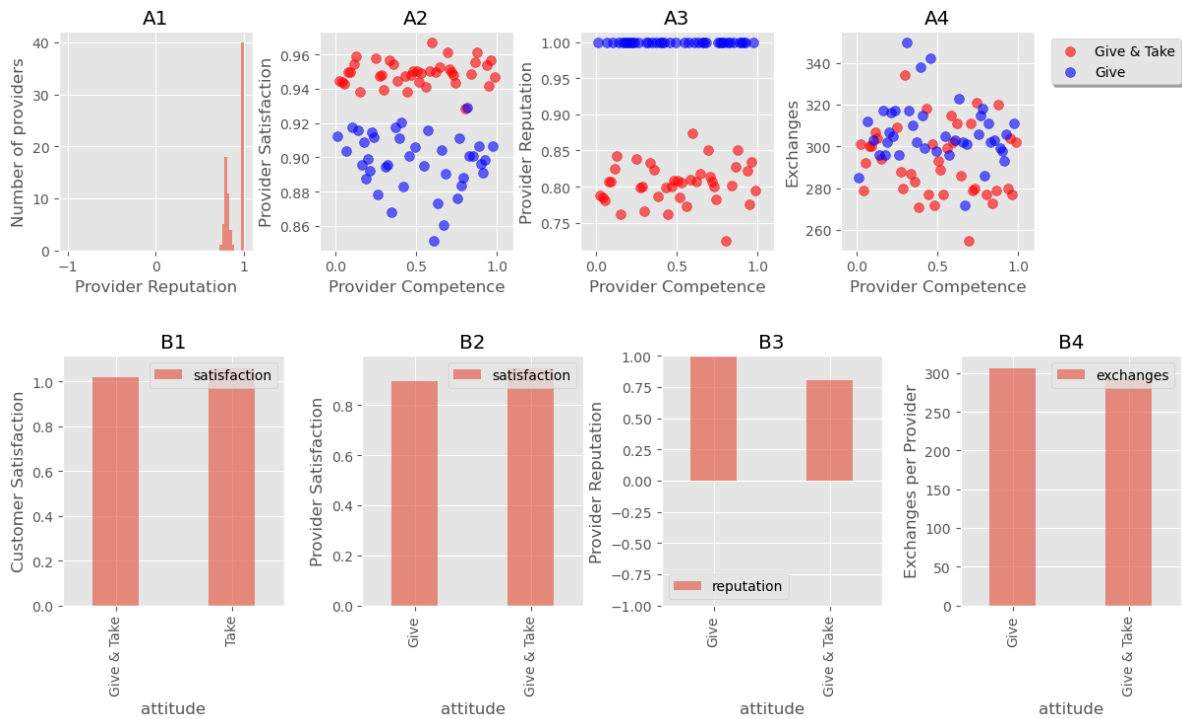 A1
A2
A3
A4
Number of providers
40
30
20
10
0
−1
0
1
Provider Reputation
Provider Satisfaction
0.96
0.94
0.92
0.90
0.88
0.86
0.0
0.5
1.0
Provider Competence
Provider Reputation
1.00
0.95
0.90
0.85
0.80
0.75
0.0
0.5
1.0
Provider Competence
Exchanges
340
320
300
280
260
0.0
0.5
1.0
Provider Competence
Give & Take
Give
B1
B2
B3
B4
Customer Satisfaction
1.0
0.8
0.6
0.4
0.2
0.0
satisfaction
Give & Take
Take
attitude
Provider Satisfaction
0.8
0.6
0.4
0.2
0.0
satisfaction
Give
Give & Take
attitude
Provider Reputation
1.00
0.75
0.50
0.25
0.00
−0.25
−0.50
−0.75
−1.00
reputation
Give
Give & Take
attitude
Exchanges per Provider
300
250
200
150
100
50
0
exchanges
Give
Give & Take
attitude